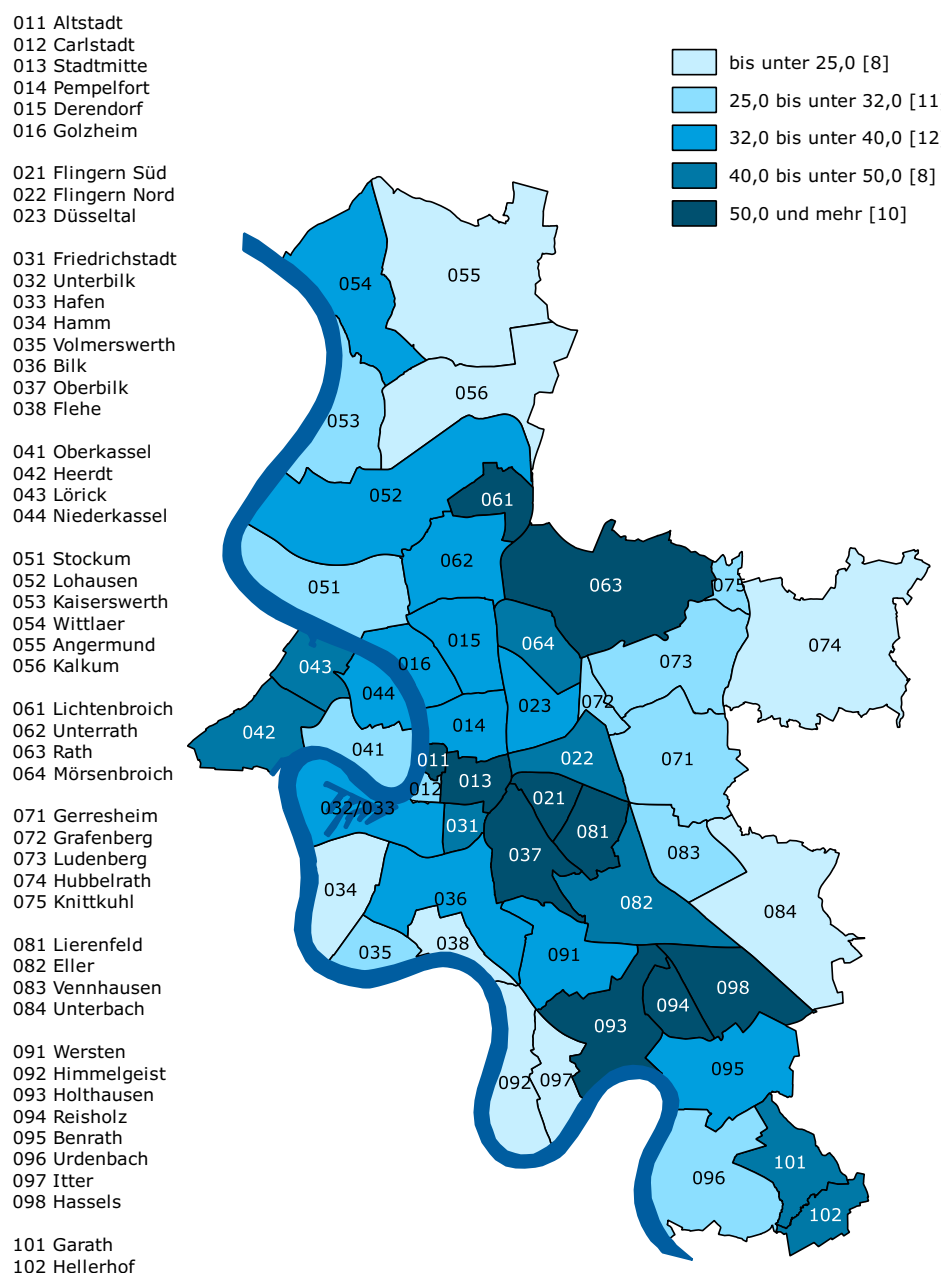 011 Altstadt
012 Carlstadt
013 Stadtmitte
014 Pempelfort
015 Derendorf
016 Golzheim
021 Flingern Süd
022 Flingern Nord
023 Düsseltal
031 Friedrichstadt
032 Unterbilk
033 Hafen
034 Hamm
035 Volmerswerth
036 Bilk
037 Oberbilk
038 Flehe
041 Oberkassel
042 Heerdt
043 Lörick
044 Niederkassel
051 Stockum
052 Lohausen
053 Kaiserswerth
054 Wittlaer
055 Angermund
056 Kalkum
061 Lichtenbroich
062 Unterrath
063 Rath
064 Mörsenbroich
071 Gerresheim
072 Grafenberg
073 Ludenberg
074 Hubbelrath
075 Knittkuhl
081 Lierenfeld
082 Eller
083 Vennhausen
084 Unterbach
091 Wersten
092 Himmelgeist
093 Holthausen
094 Reisholz
095 Benrath
096 Urdenbach
097 Itter
098 Hassels
101 Garath
102 Hellerhof
bis unter 25,0 [8]
25,0 bis unter 32,0 [11
32,0 bis unter 40,0 [12
40,0 bis unter 50,0 [8]
50,0 und mehr [10]
055
054
056
053
052
061
062
051
063
075
074
015
064
073
016
043
044
072
023
014
042
041
022
071
011
013
012
021
032/033
031
081
037
083
034
036
082
084
038
035
091
098
094
093
095
092
097
101
096
102